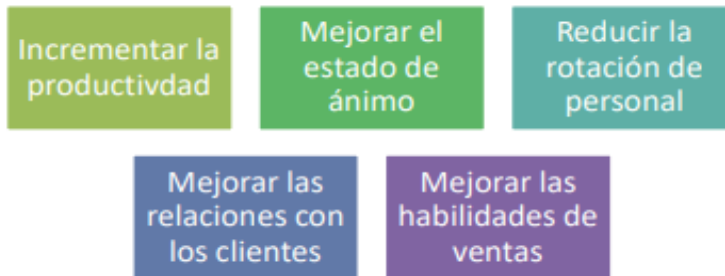 Incrementar la
productivdad
Mejorar el
estado de
ánimo
Reducir la
rotación de
personal
Mejorar las
relaciones con
los clientes
Mejorar las
habilidades de
ventas